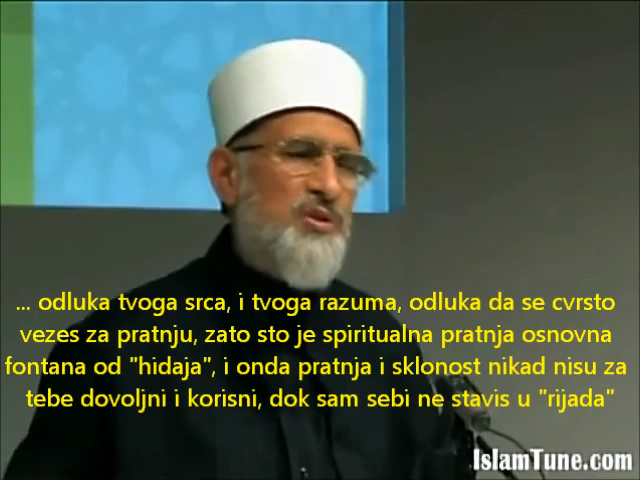 ... odluka tvoga srca, i tvoga razuma, odluka da se cvrsto
vezes za pratnju, zato sto je spiritualna pratnja osnovna
fontana od "hidaja", i onda pratnja i sklonost nikad nisu za
tebe dovoljni i korisni, dok sam sebi ne stavis u "rijada"
IslamTune.com